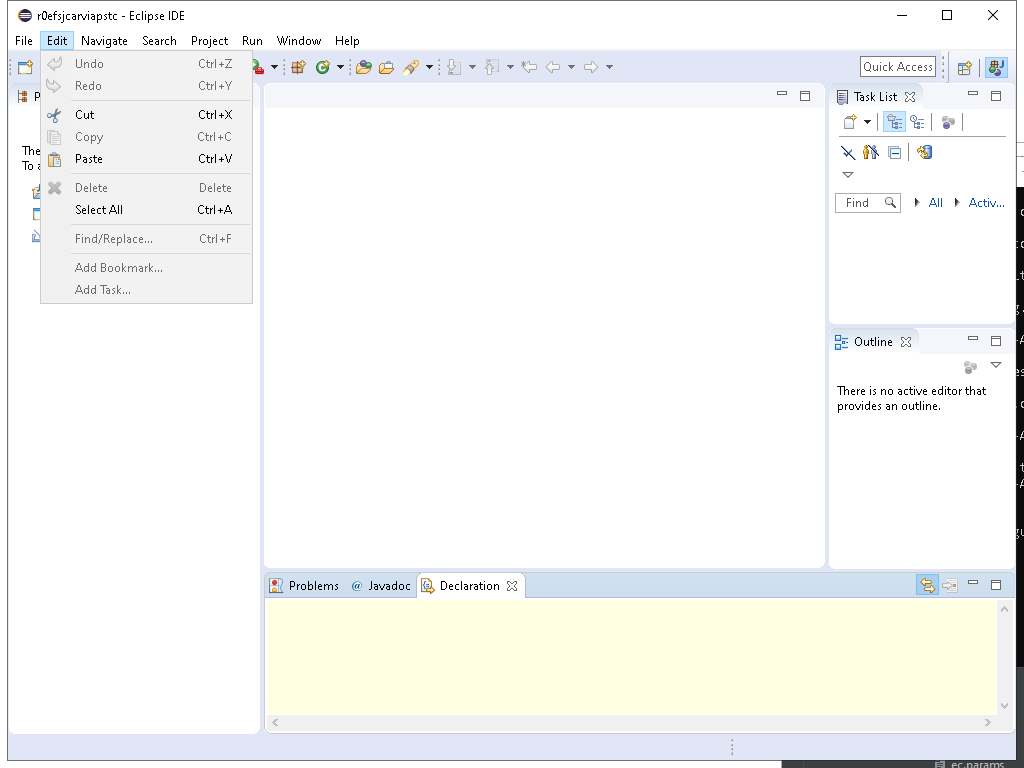 r0efsjcarviapstc - Eclipse IDE
File Edit Navigate Search Project Run Window Help
Undo Ctrl+Z
Redo Ctrl+Y
Cut Ctrl+X
Copy Ctrl+C
Paste Ctrl+V
Delete Delete
Select All Ctrl+A
Find/Replace... Ctrl+F
Add Bookmark...
Add Task...
Quick Access
The
To a
Task List
Find All Activ...
Outline
There is no active editor that
provides an outline.
Problems @ Javadoc Declaration
ec.params